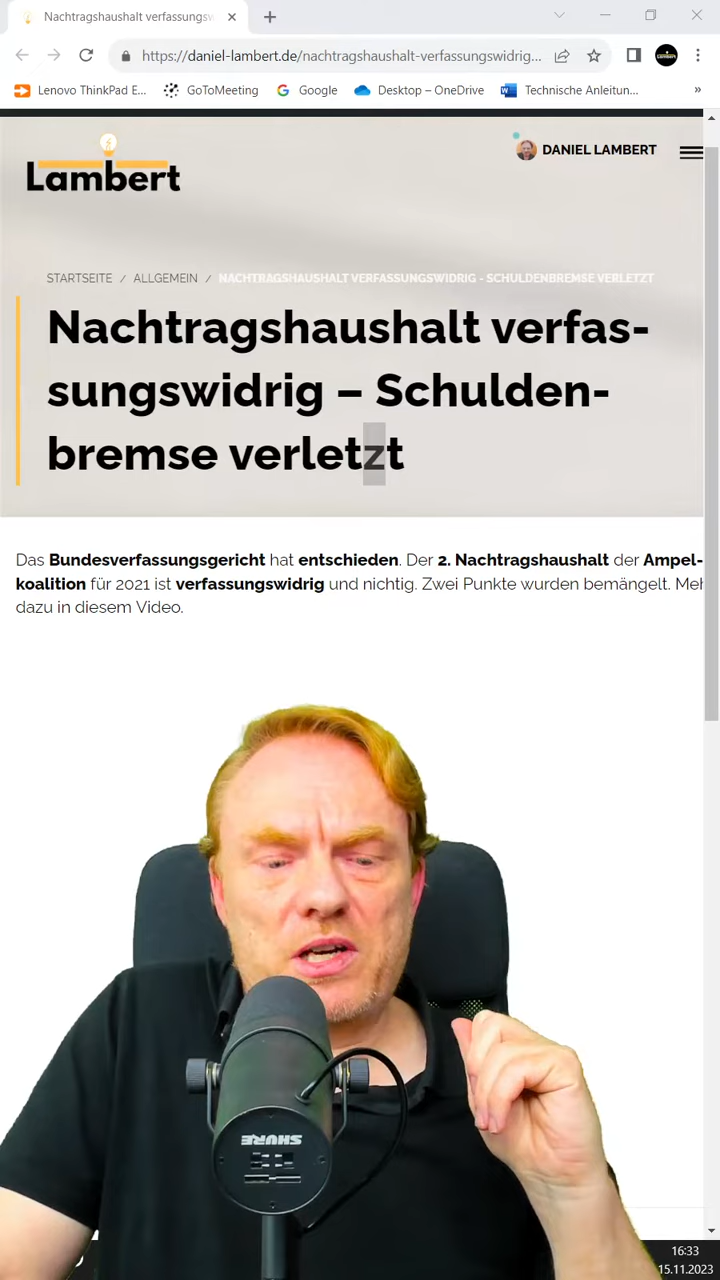 Nachtragshaushalt verfassungsw
https://daniel-lambert.de/nachtragshaushalt-verfassungswidrig...
Lenovo ThinkPad E... GoToMeeting Google Desktop – OneDrive Technische Anleitun... »
Lambert
DANIEL LAMBERT
STARTSEITE / ALLGEMEIN / NACHTRAGSHAUSHALT VERFASSUNGSWIDRIG - SCHULDENBREMSE VERLETZT
Nachtragshaushalt verfas-
sungswidrig – Schulden-
bremse verletzt
Das Bundesverfassungsgericht hat entschieden. Der 2. Nachtragshaushalt der Ampel-
koalition für 2021 ist verfassungswidrig und nichtig. Zwei Punkte wurden bemängelt. Meh
dazu in diesem Video.
SHURE
16:33
15.11.2023